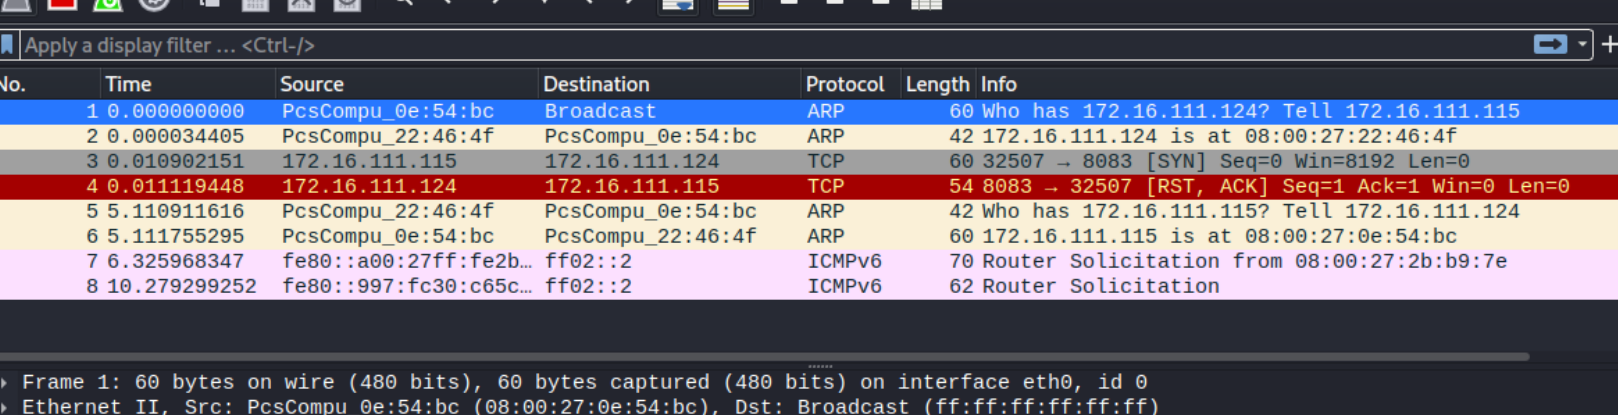 Apply a display filter ... <Ctrl-/>
No. Time Source Destination Protocol Length Info
1 0.000000000 PcsCompu_0e:54:bc Broadcast ARP 60 Who has 172.16.111.124? Tell 172.16.111.115
2 0.000034405 PcsCompu_22:46:4f PcsCompu_0e:54:bc ARP 42 172.16.111.124 is at 08:00:27:22:46:4f
3 0.010902151 172.16.111.115 172.16.111.124 TCP 60 32507 → 8083 [SYN] Seq=0 Win=8192 Len=0
4 0.011119448 172.16.111.124 172.16.111.115 TCP 54 8083 → 32507 [RST, ACK] Seq=1 Ack=1 Win=0 Len=0
5 5.110911616 PcsCompu_22:46:4f PcsCompu_0e:54:bc ARP 42 Who has 172.16.111.115? Tell 172.16.111.124
6 5.111755295 PcsCompu_0e:54:bc PcsCompu_22:46:4f ARP 60 172.16.111.115 is at 08:00:27:0e:54:bc
7 6.325968347 fe80::a00:27ff:fe2b… ff02::2 ICMPv6 70 Router Solicitation from 08:00:27:2b:b9:7e
8 10.279299252 fe80::997:fc30:c65c… ff02::2 ICMPv6 62 Router Solicitation
Frame 1: 60 bytes on wire (480 bits), 60 bytes captured (480 bits) on interface eth0, id 0
Ethernet II, Src: PcsCompu_0e:54:bc (08:00:27:0e:54:bc), Dst: Broadcast (ff:ff:ff:ff:ff:ff)